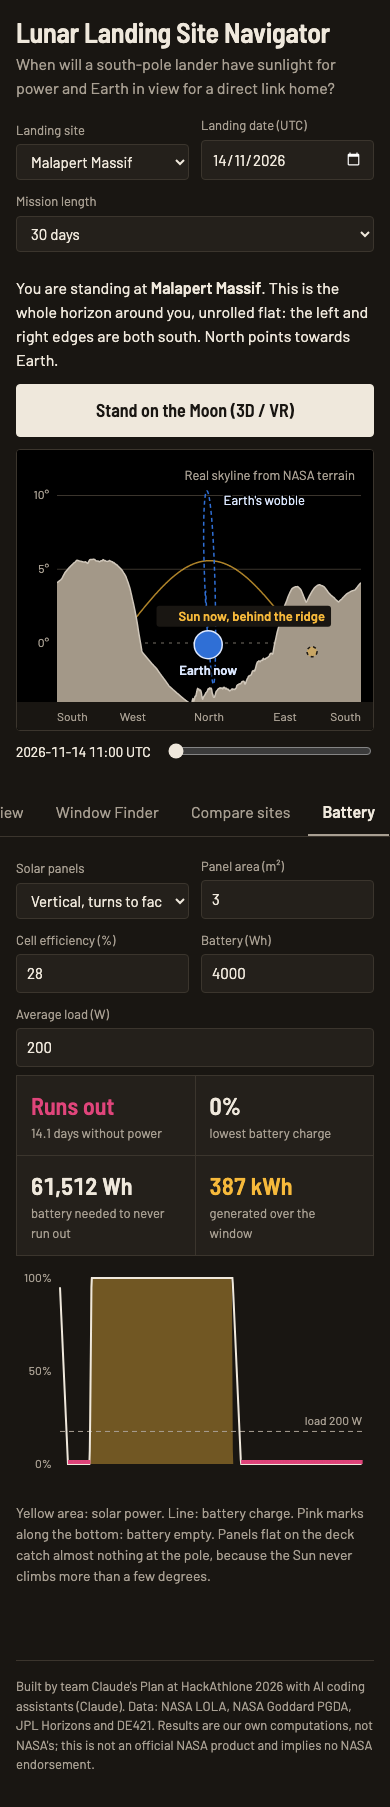 Lunar Landing Site Navigator
When will a south-pole lander have sunlight for
power and Earth in view for a direct link home?
Landing site
Landing date (UTC)
Malapert Massif
14/11/2026
Mission length
30 days
You are standing at Malapert Massif. This is the
whole horizon around you, unrolled flat: the left and
right edges are both south. North points towards
Earth.
Stand on the Moon (3D / VR)
Real skyline from NASA terrain
10°
Earth's wobble
5°
Sun now, behind the ridge
0°
Earth now
South West North East South
2026-11-14 11:00 UTC
iew Window Finder Compare sites Battery
Solar panels
Panel area (m²)
Vertical, turns to fac
3
Cell efficiency (%)
Battery (Wh)
28
4000
Average load (W)
200
Runs out
14.1 days without power
0%
lowest battery charge
61,512 Wh
battery needed to never
run out
387 kWh
generated over the
window
100%
50%
load 200 W
0%
Yellow area: solar power. Line: battery charge. Pink marks
along the bottom: battery empty. Panels flat on the deck
catch almost nothing at the pole, because the Sun never
climbs more than a few degrees.
Built by team Claude's Plan at HackAthlone 2026 with AI coding
assistants (Claude). Data: NASA LOLA, NASA Goddard PGDA,
JPL Horizons and DE421. Results are our own computations, not
NASA's; this is not an official NASA product and implies no NASA
endorsement.